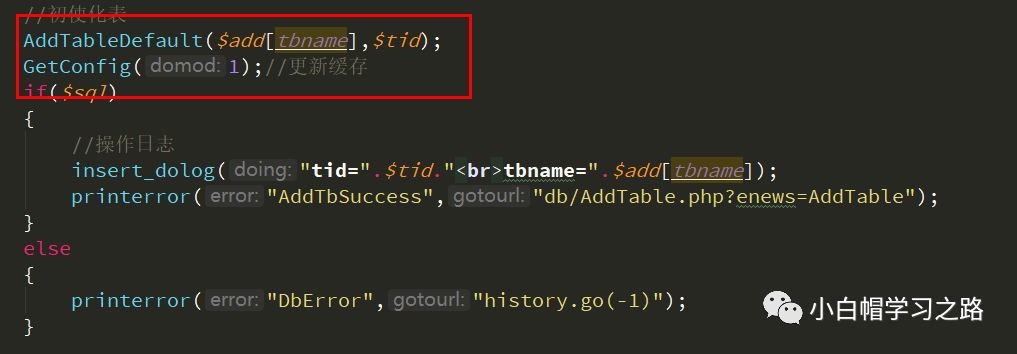 //初使化表
AddTableDefault($add[tbname],$tid);
GetConfig( domod: 1);//更新缓存
if($sql)
{
//操作日志
insert_dolog( doing: "tid=".$tid."<br>tbname=".$add[tbname]);
printerror( error: "AddTbSuccess", gotourl: "db/AddTable.php?enews=AddTable");
}
else
{
printerror( error: "DbError", gotourl: "history.go(-1)");
}
小白帽学习之路